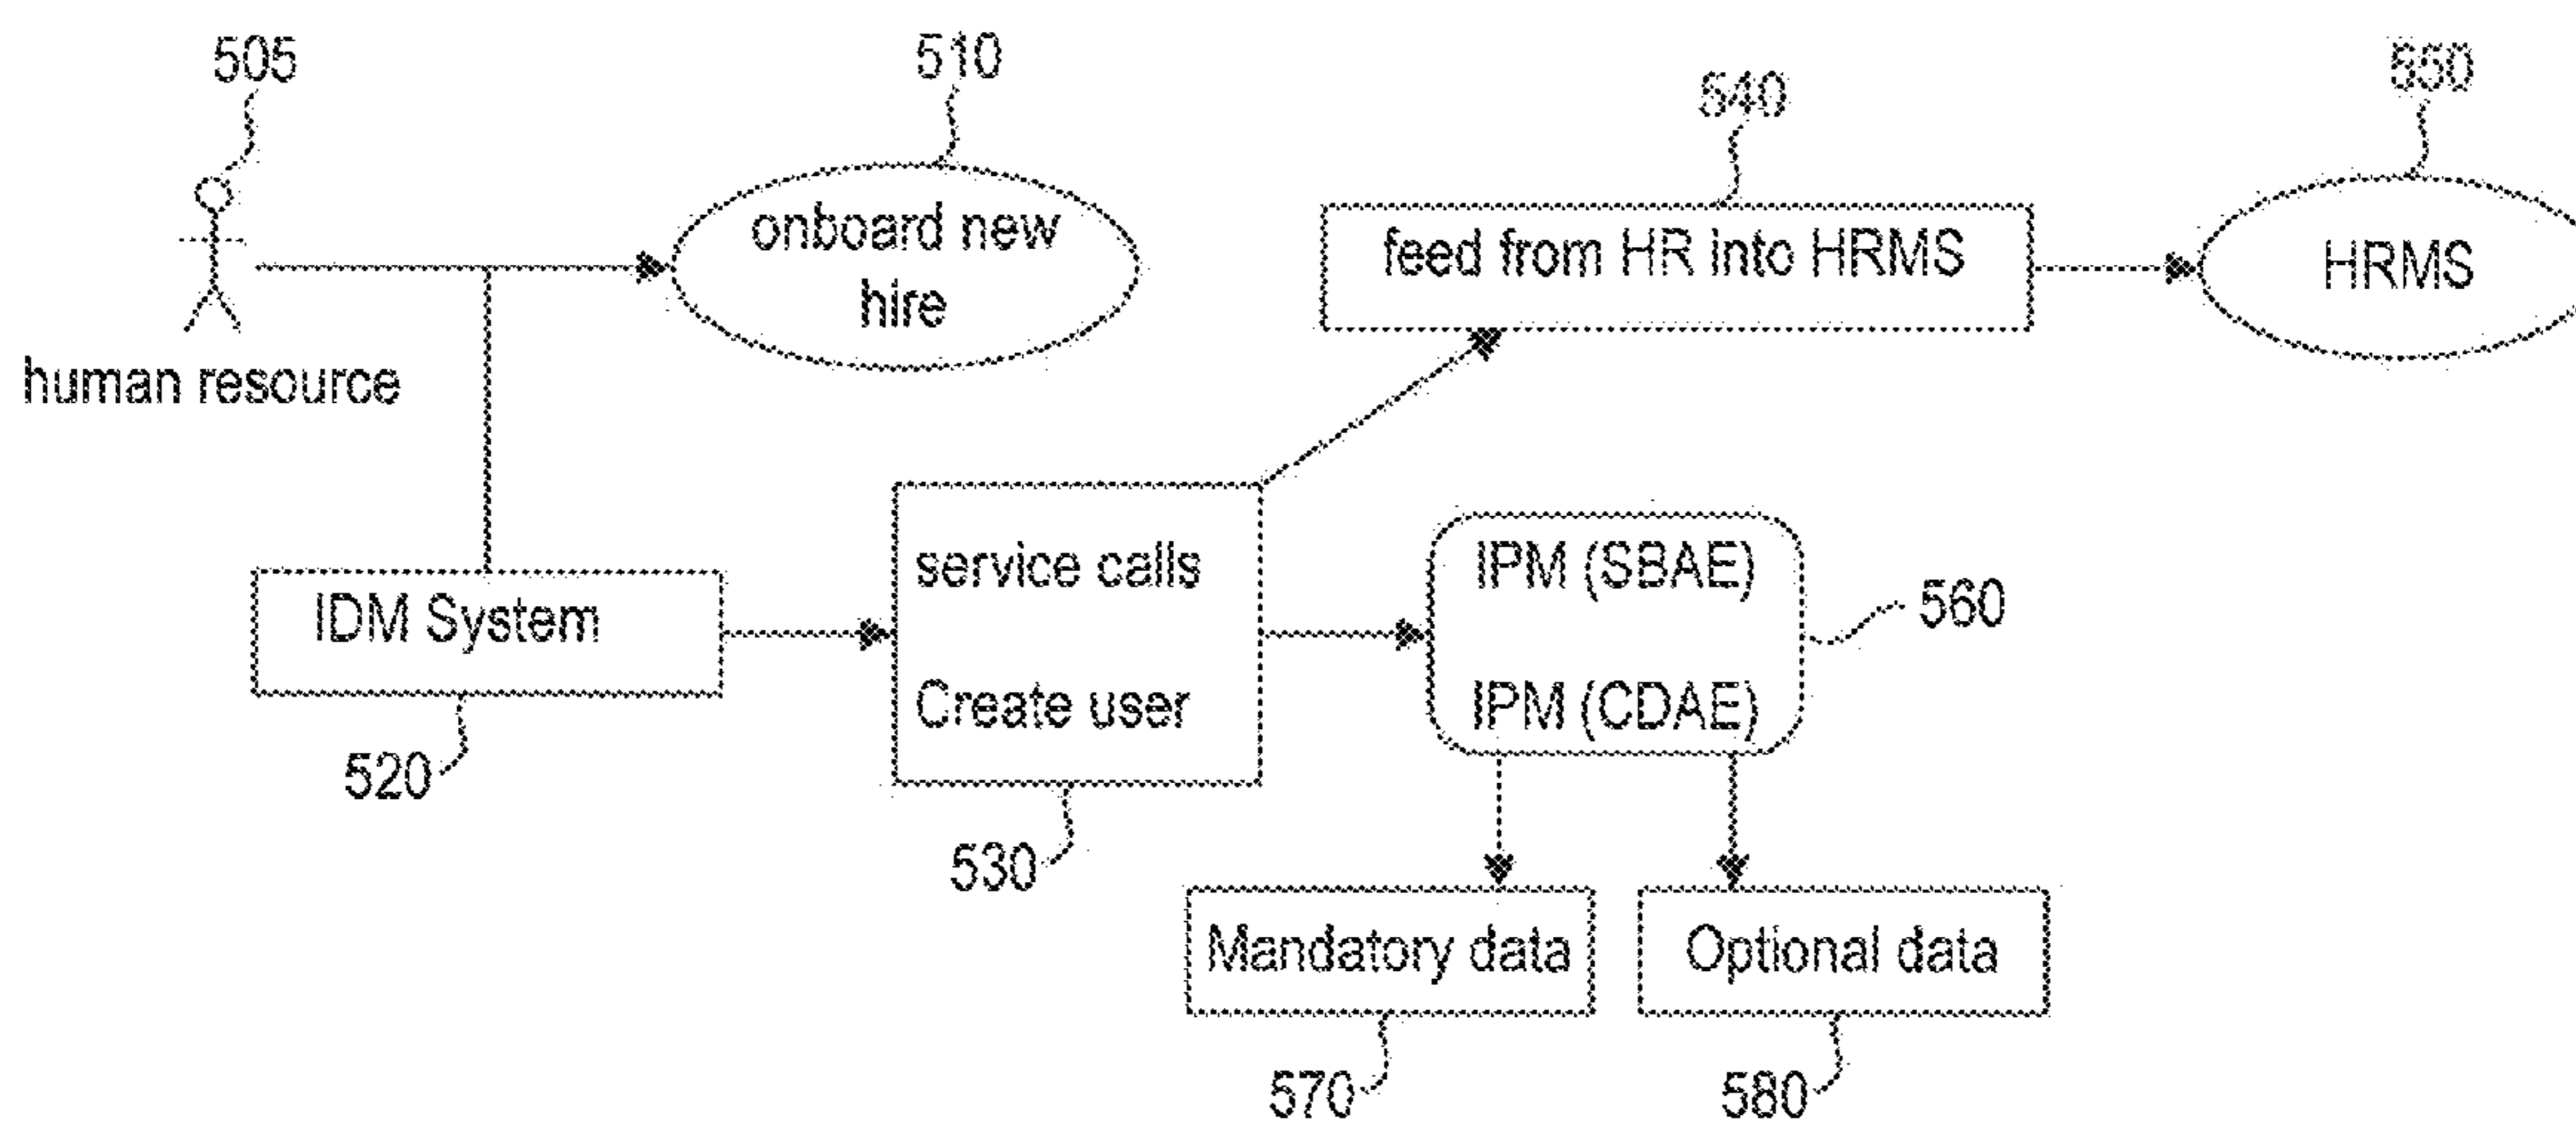 505
510
540
550
onboard new
hire
feed from HR into HRMS
HRMS
human resource
service calls
Create user
IPM (SBAE)
IPM (CDAE)
560
IDM System
520
530
Mandatory data
Optional data
570
580